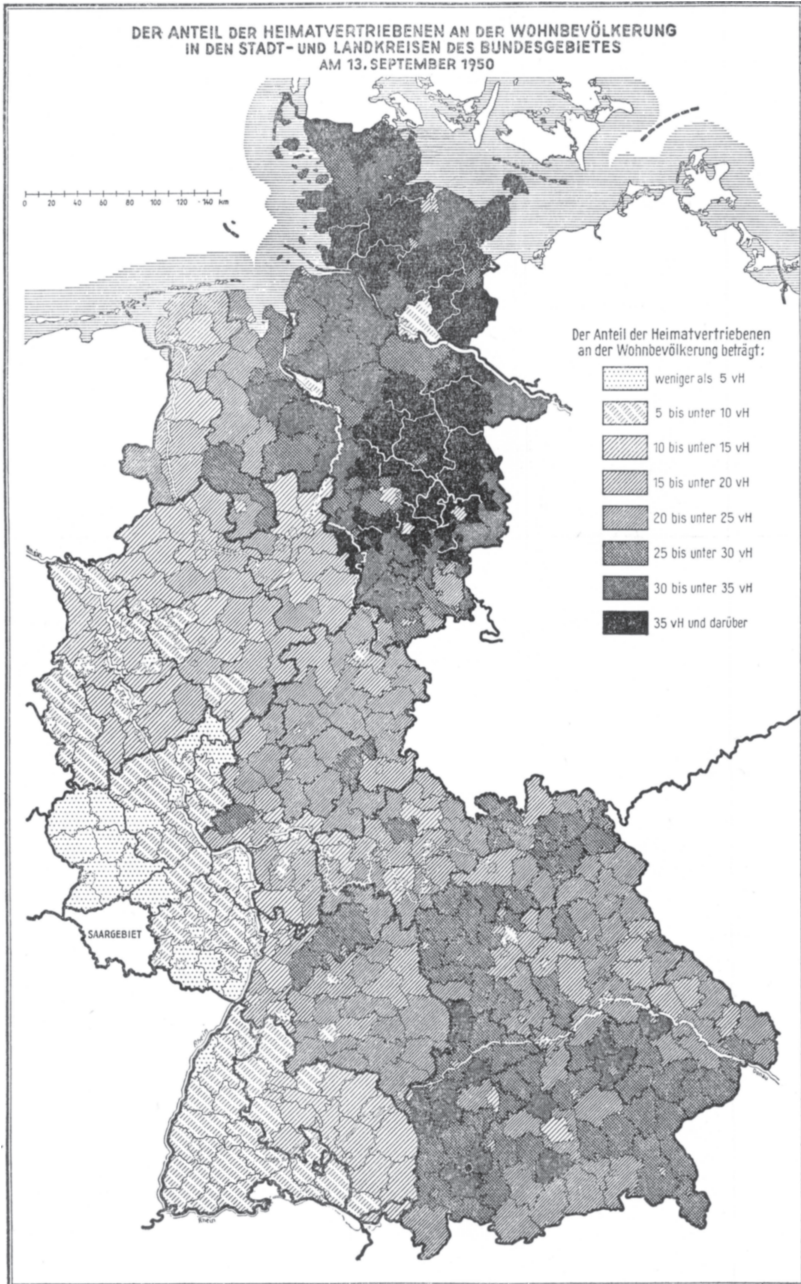 DER ANTEIL DER HEIMATVERTRIEBENEN AN DER WOHNBEVÖLKERUNG
IN DEN STADT- UND LANDKREISEN DES BUNDESGEBIETES
AM 13. SEPTEMBER 1950
0 20 40 60 80 100 120 140 km
Der Anteil der Heimatvertriebenen
an der Wohnbevölkerung beträgt:
weniger als 5 vH
5 bis unter 10 vH
10 bis unter 15 vH
15 bis unter 20 vH
20 bis unter 25 vH
25 bis unter 30 vH
30 bis unter 35 vH
35 vH und darüber
SAARGEBIET
Donau
Rhein